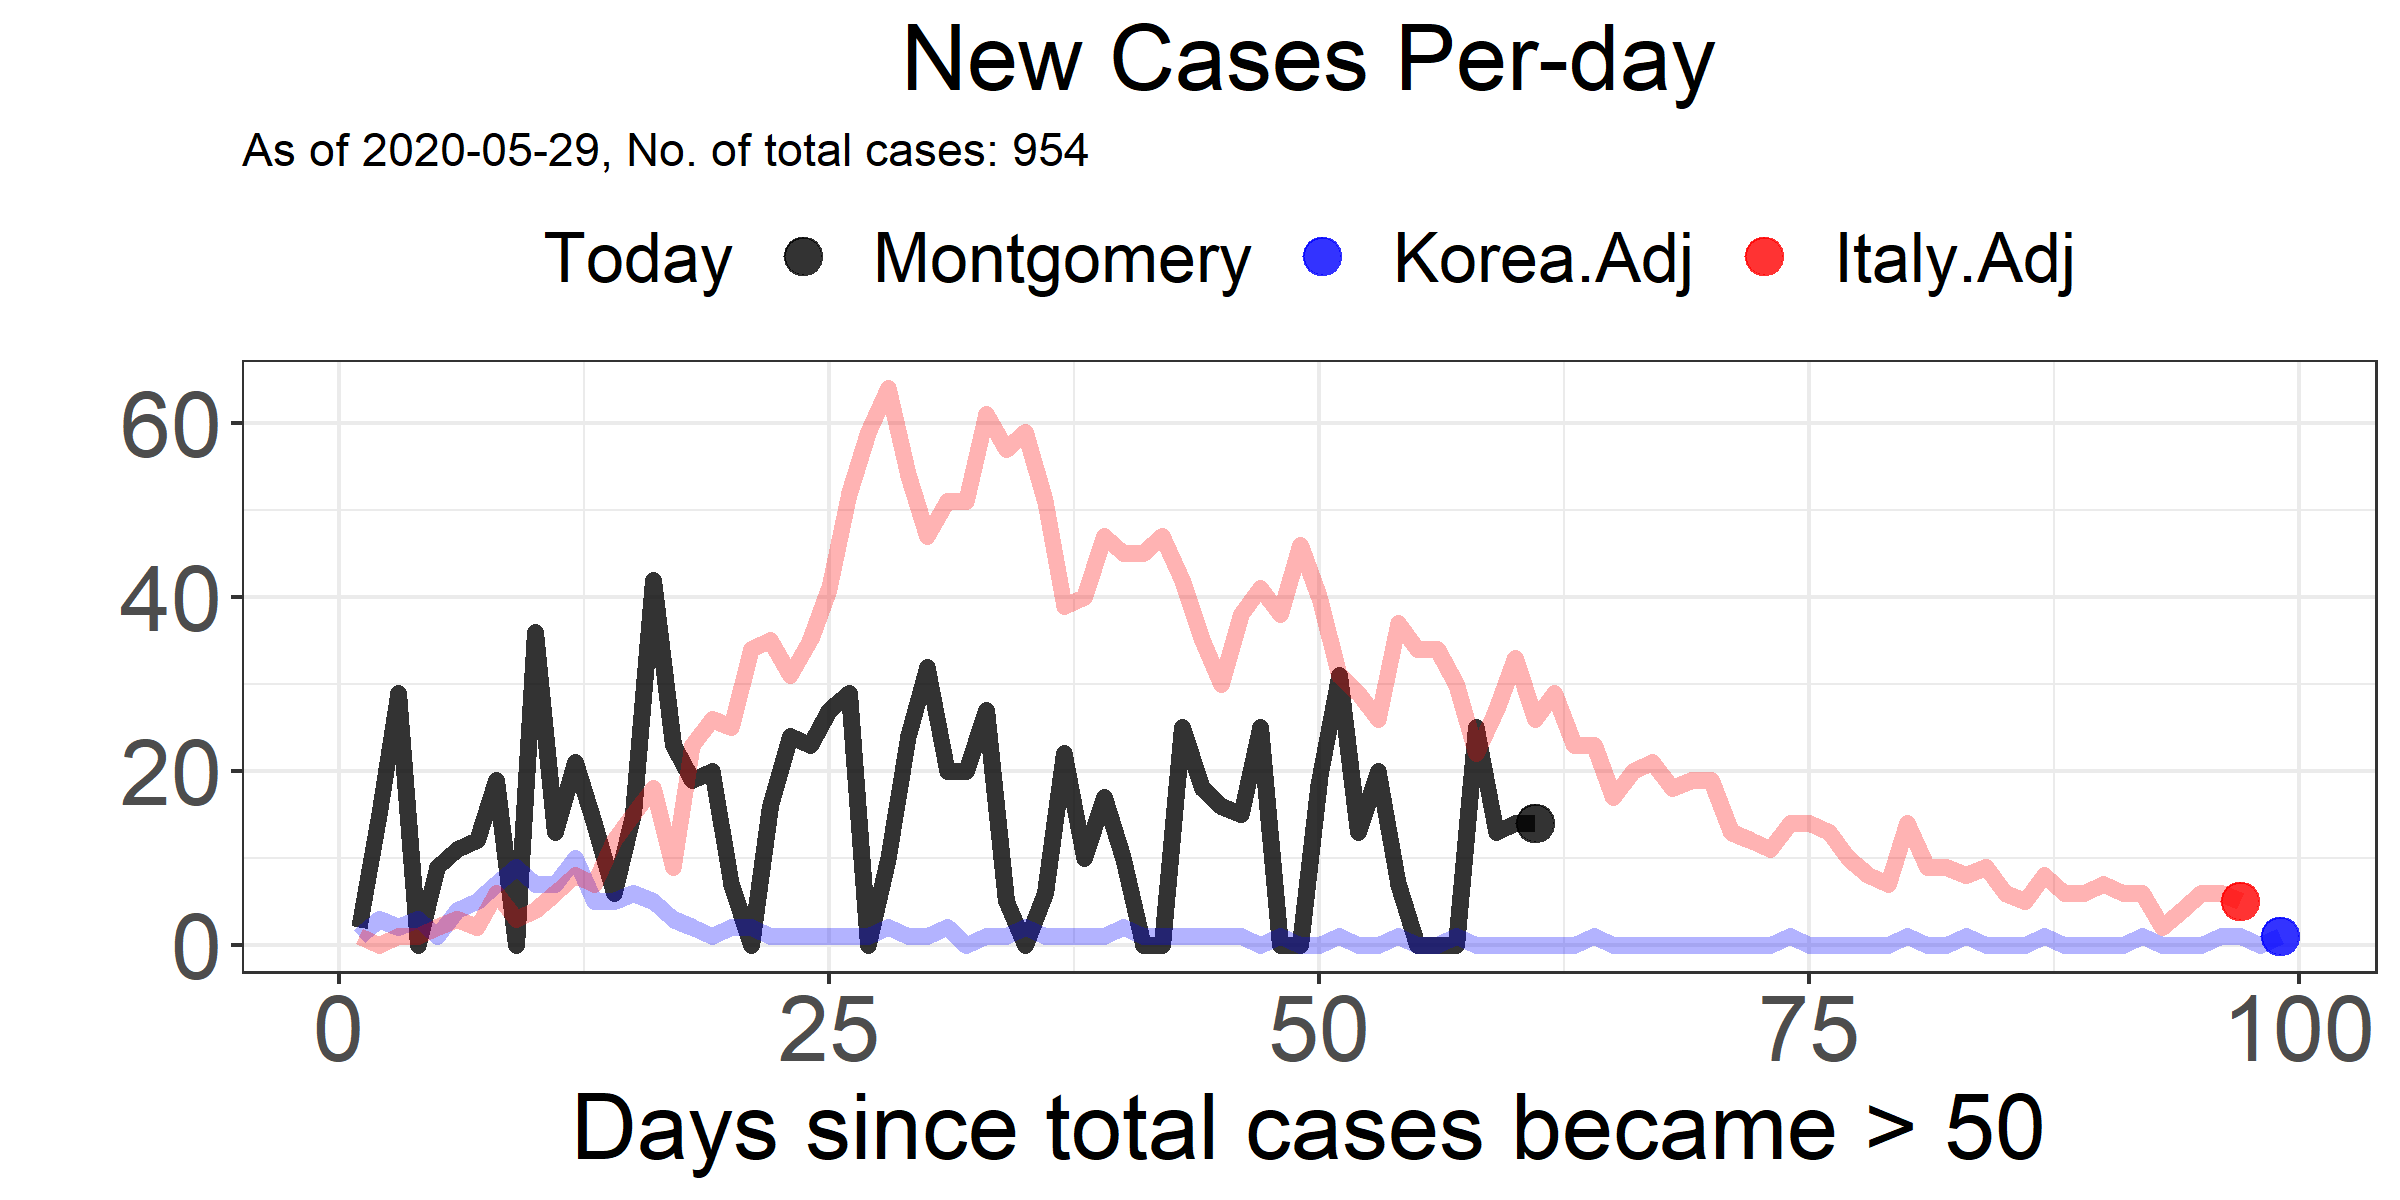 New Cases Per-day
As of 2020-05-29, No. of total cases: 954
Today Montgomery Korea.Adj Italy.Adj
60
40
20
0
0 25 50 75 100
Days since total cases became > 50